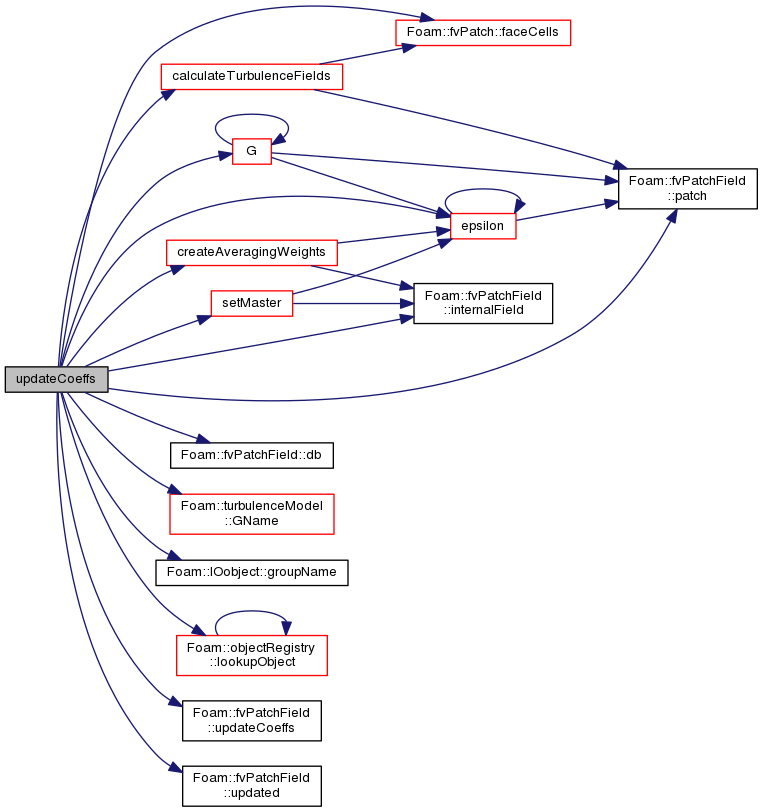 Foam::fvPatch::faceCells
calculateTurbulenceFields
G
Foam::fvPatchField
::patch
epsilon
createAveragingWeights
setMaster
Foam::fvPatchField
::internalField
updateCoeffs
Foam::fvPatchField::db
Foam::turbulenceModel
::GName
Foam::IOobject::groupName
Foam::objectRegistry
::lookupObject
Foam::fvPatchField
::updateCoeffs
Foam::fvPatchField
::updated